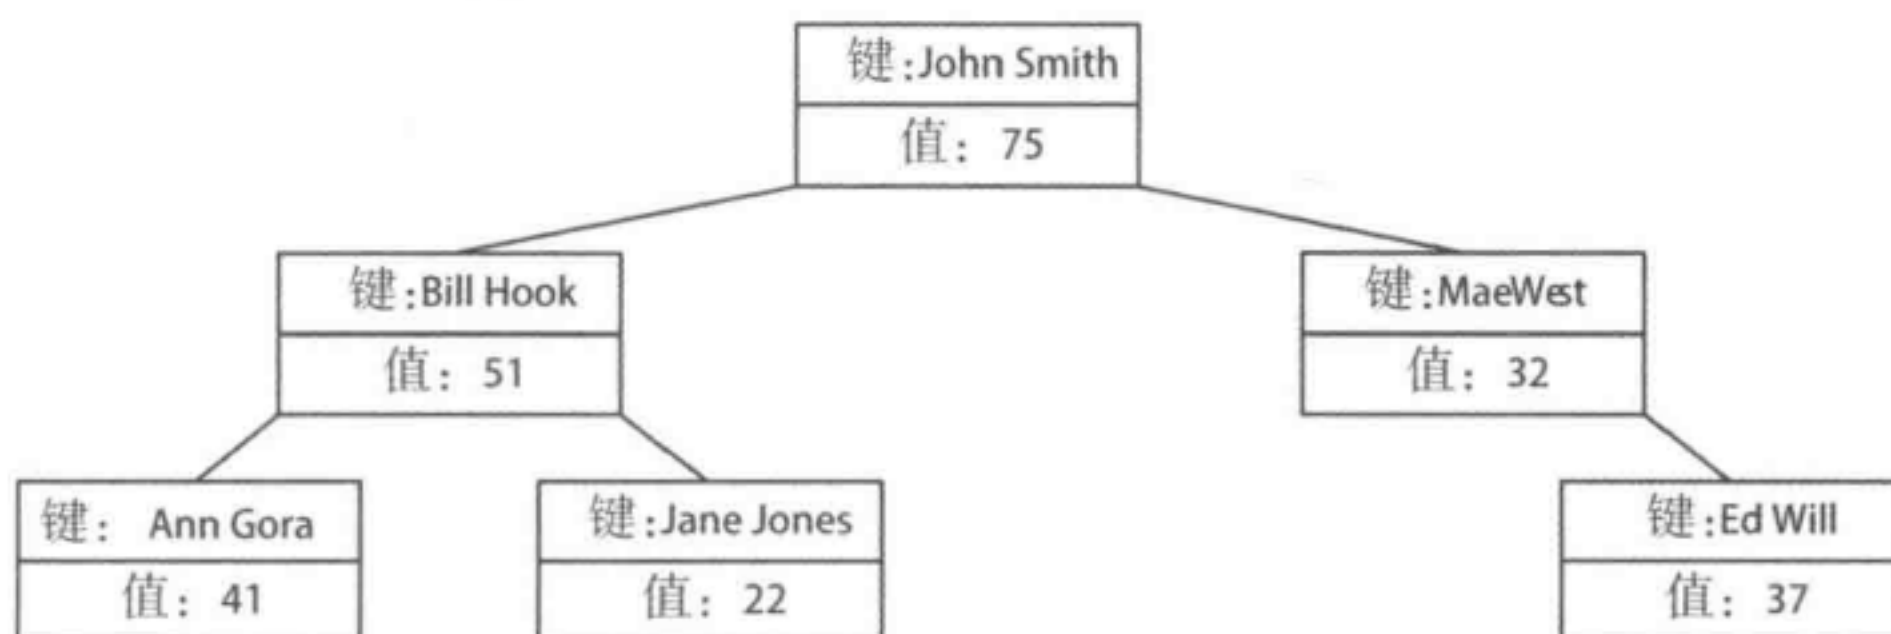 键:John Smith
值：75
键:Bill Hook
值：51
键:MaeWest
值：32
键： Ann Gora
值：41
键:Jane Jones
值：22
键:Ed Will
值：37